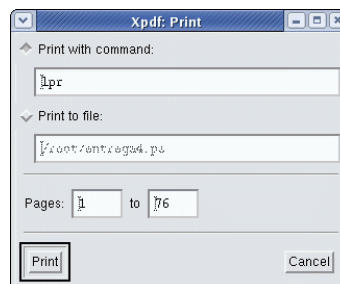 Xpdf: Print
Print with command:
lpr
Print to file:
/root/entrega4.ps
Pages: 1 to 76
Print Cancel